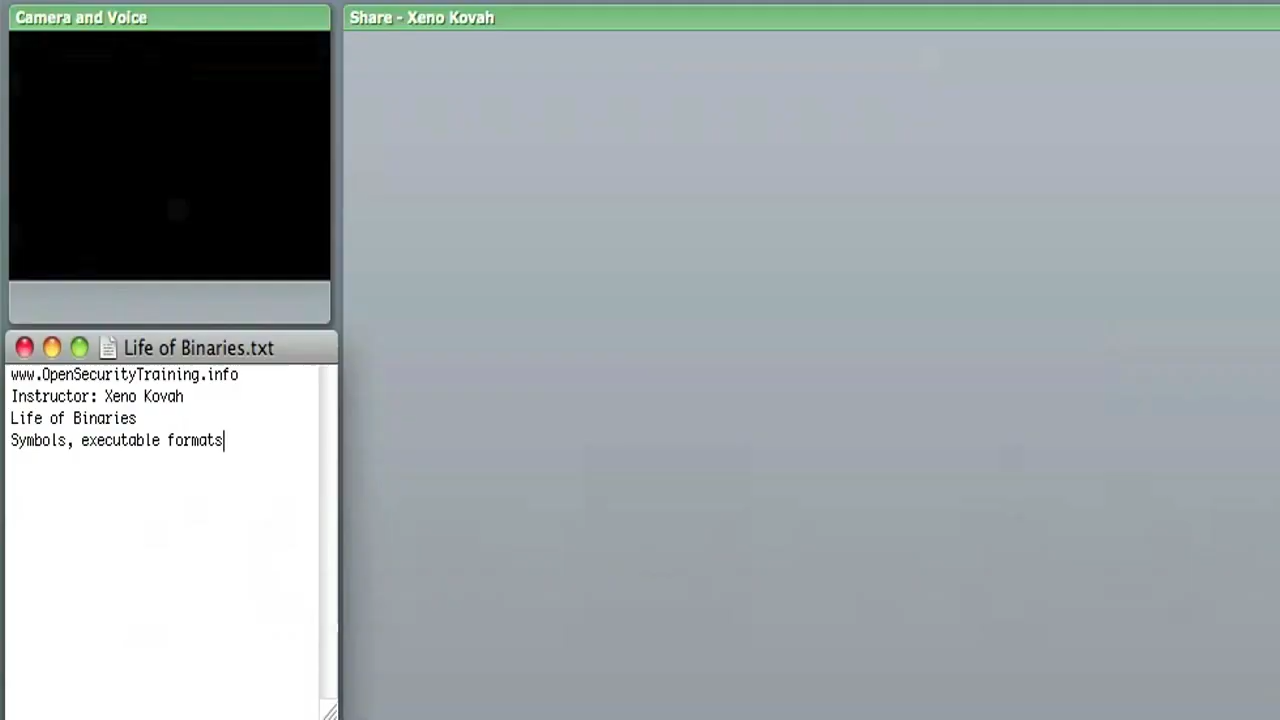 Camera and Voice
Share - Xeno Kovah
Life of Binaries.txt
www.OpenSecurityTraining.info
Instructor: Xeno Kovah
Life of Binaries
Symbols, executable formats